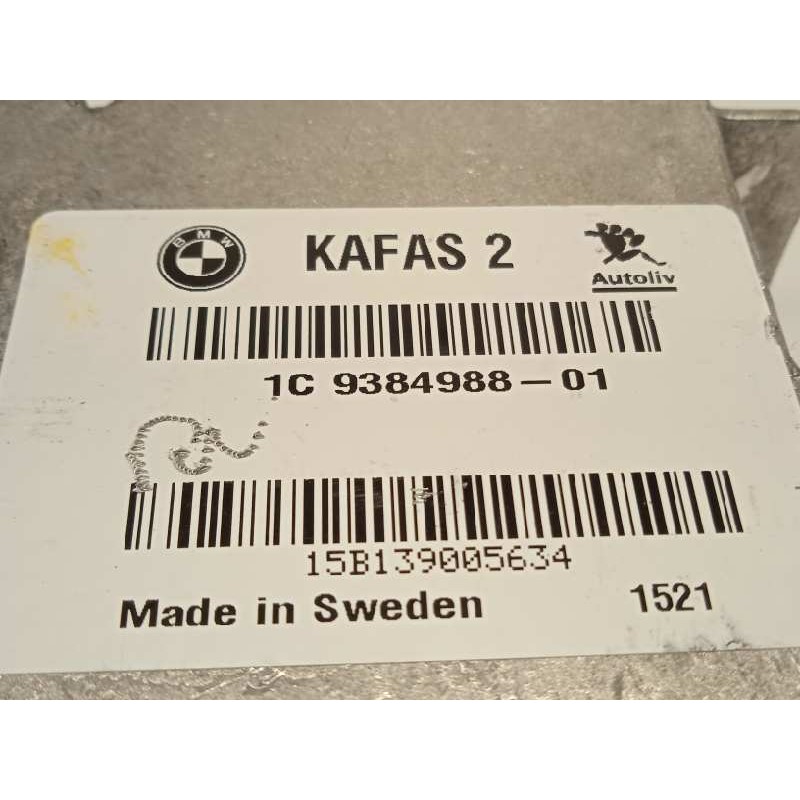 BMW
KAFAS 2
Autoliv
1C 9384988-01
15B139005634
Made in Sweden 1521